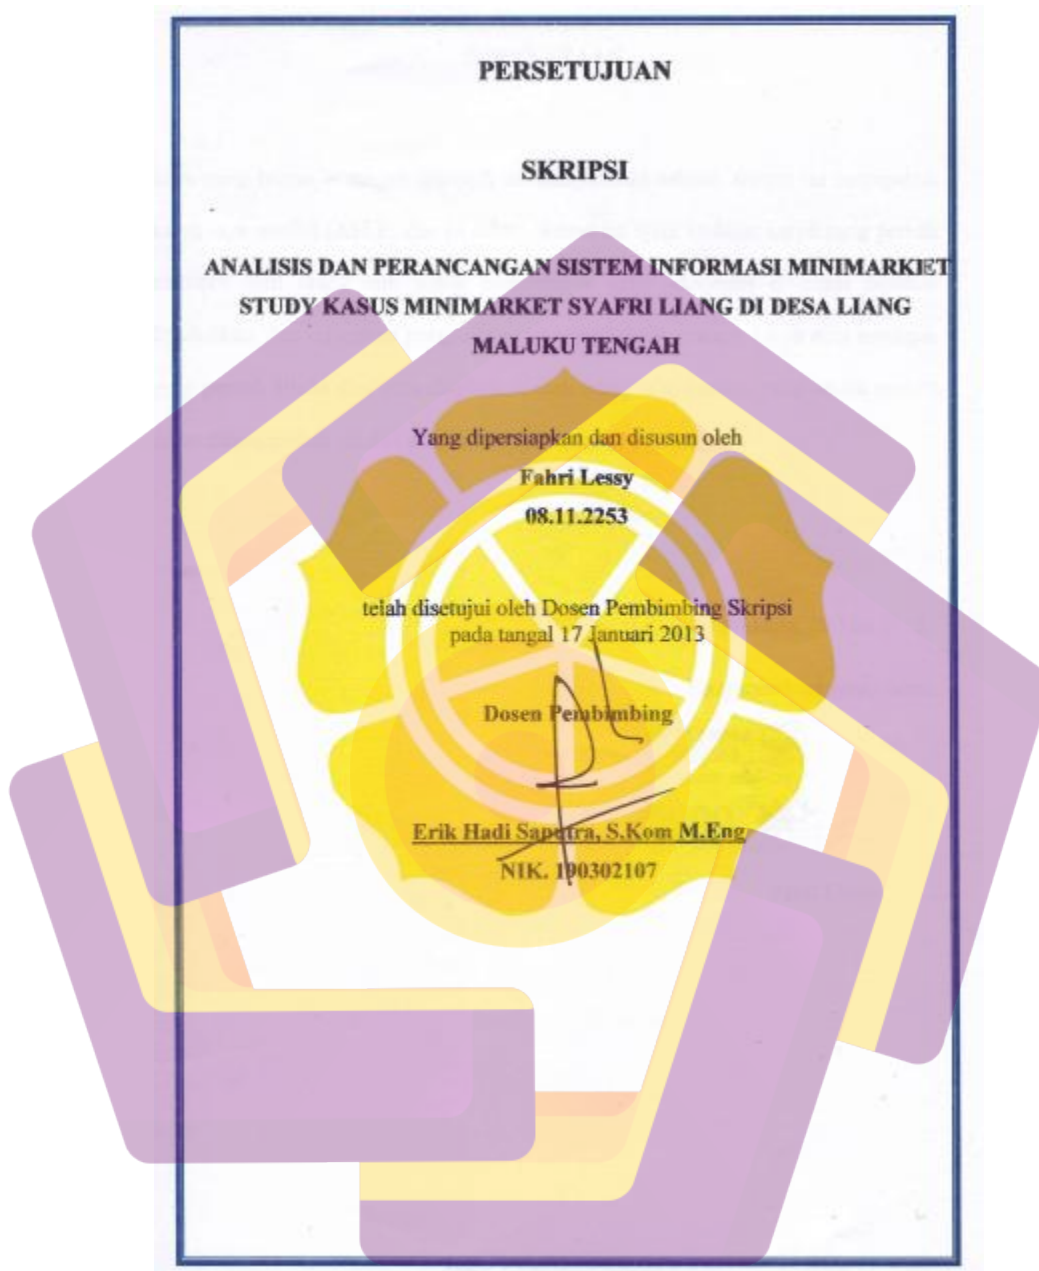 PERSETUJUAN
SKRIPSI
ANALISIS DAN PERANCANGAN SISTEM INFORMASI MINIMARKIET
STUDY KASUS MINIMARKET SYAFRI LIANG DI DESA LIANG
MALUKU TENGAH
Yang dipersiapkan dan disusun oleh
Fahri Lessy
08.11.2253
telah disetujui oleh Dosen Pembimbing Skripsi
pada tangal 17 Januari 2013
Dosen Pembimbing
Erik Hadi Saputra, S.Kom M.Eng
NIK. 190302107